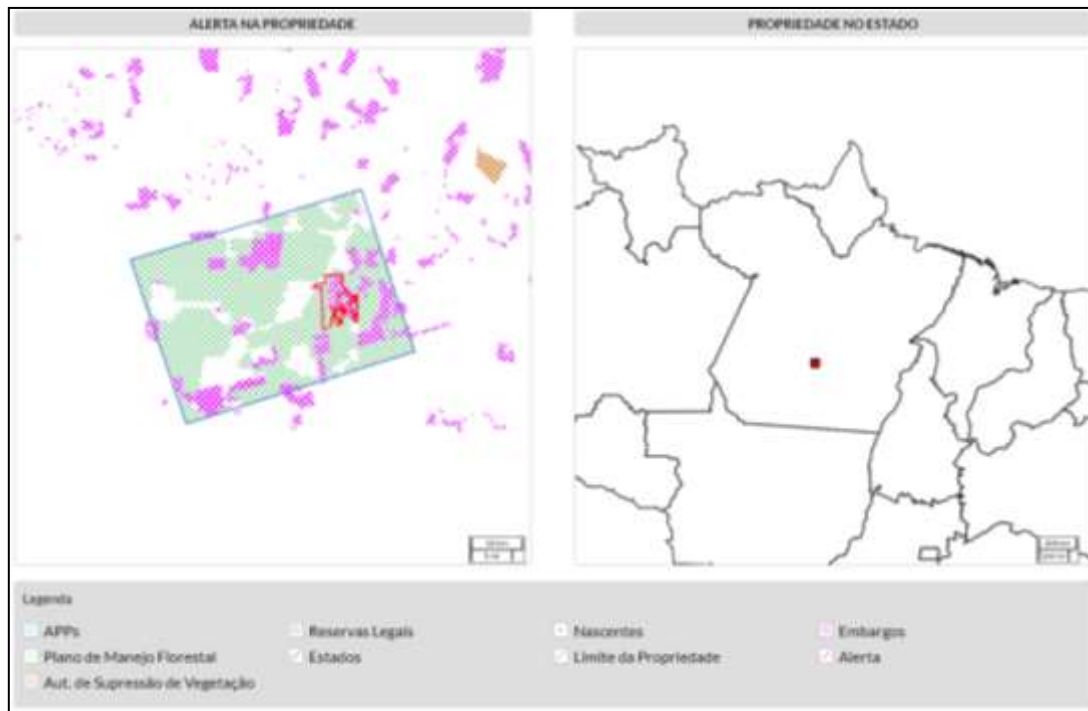 ALERTA NA PROPRIEDADE
PROPRIEDADE NO ESTADO
Legenda
APPs
Reservas Legais
Nascentes
Embargos
Plano de Manejo Florestal
Estados
Limite da Propriedade
Alerta
Aut. de Supressão de Vegetação